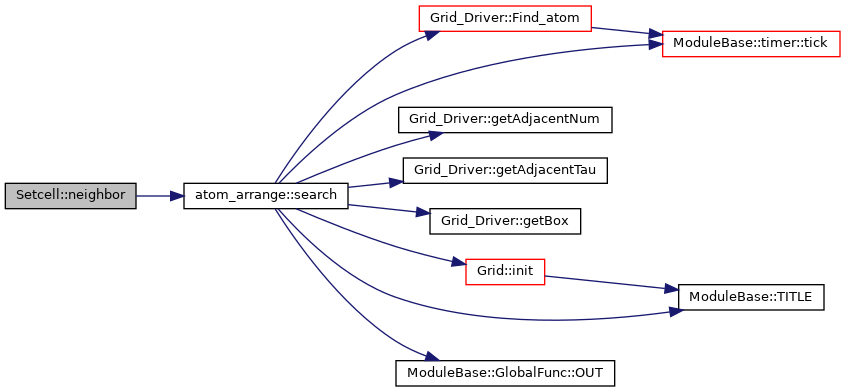 Grid_Driver::Find_atom
ModuleBase::timer::tick
Grid_Driver::getAdjacentNum
Grid_Driver::getAdjacentTau
Setcell::neighbor
atom_arrange::search
Grid_Driver::getBox
Grid::init
ModuleBase::TITLE
ModuleBase::GlobalFunc::OUT